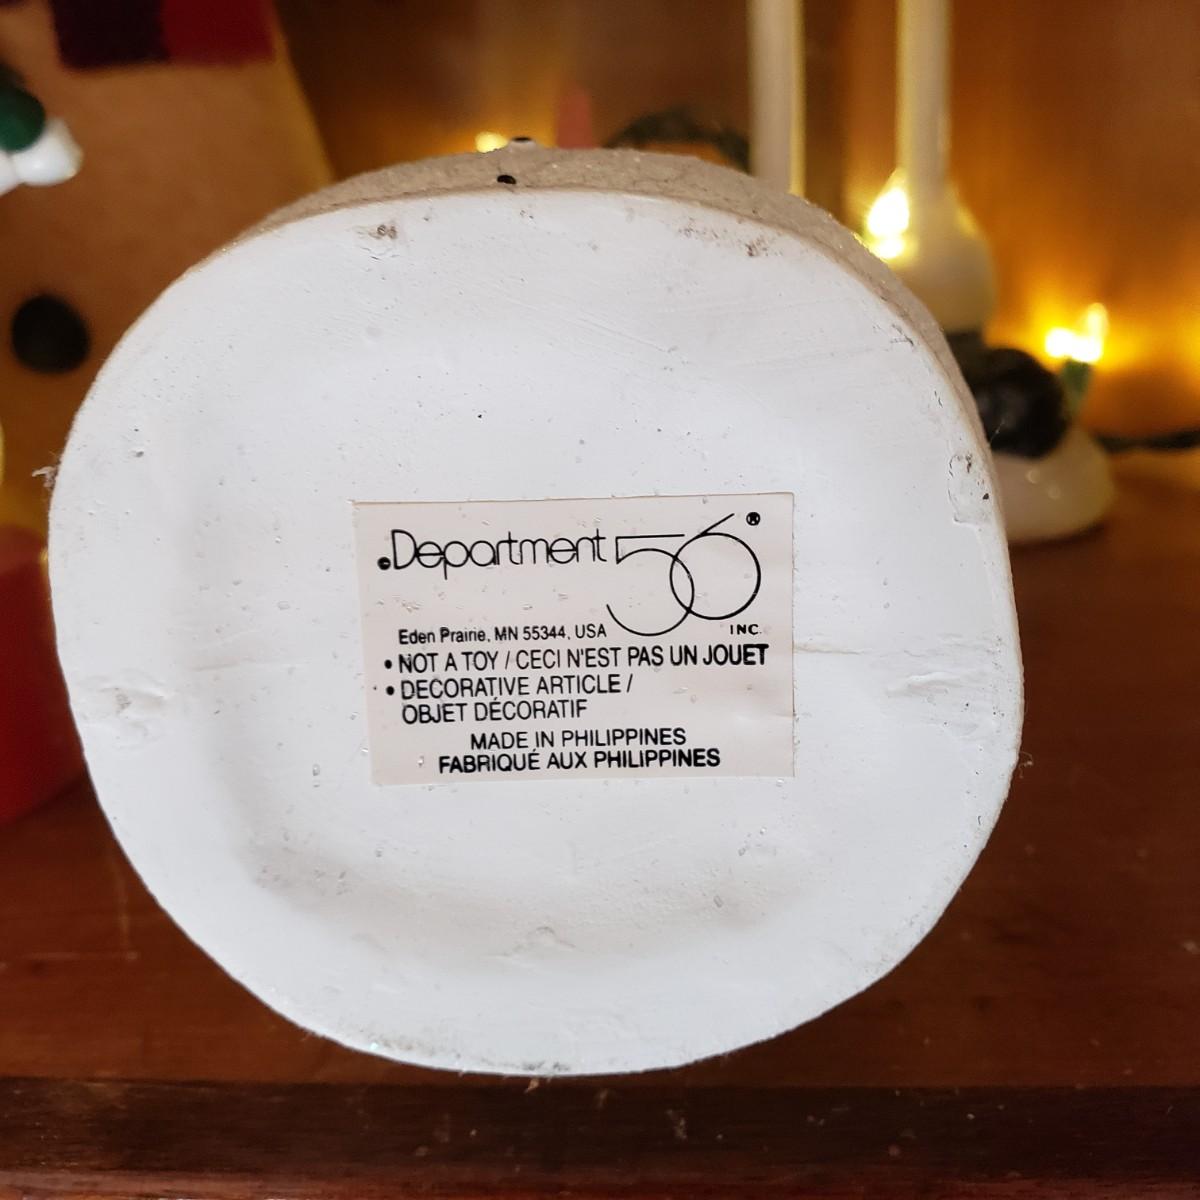 Department 56®
INC.
Eden Prairie, MN 55344, USA
• NOT A TOY / CECI N'EST PAS UN JOUET
• DECORATIVE ARTICLE /
OBJET DÉCORATIF
MADE IN PHILIPPINES
FABRIQUÉ AUX PHILIPPINES